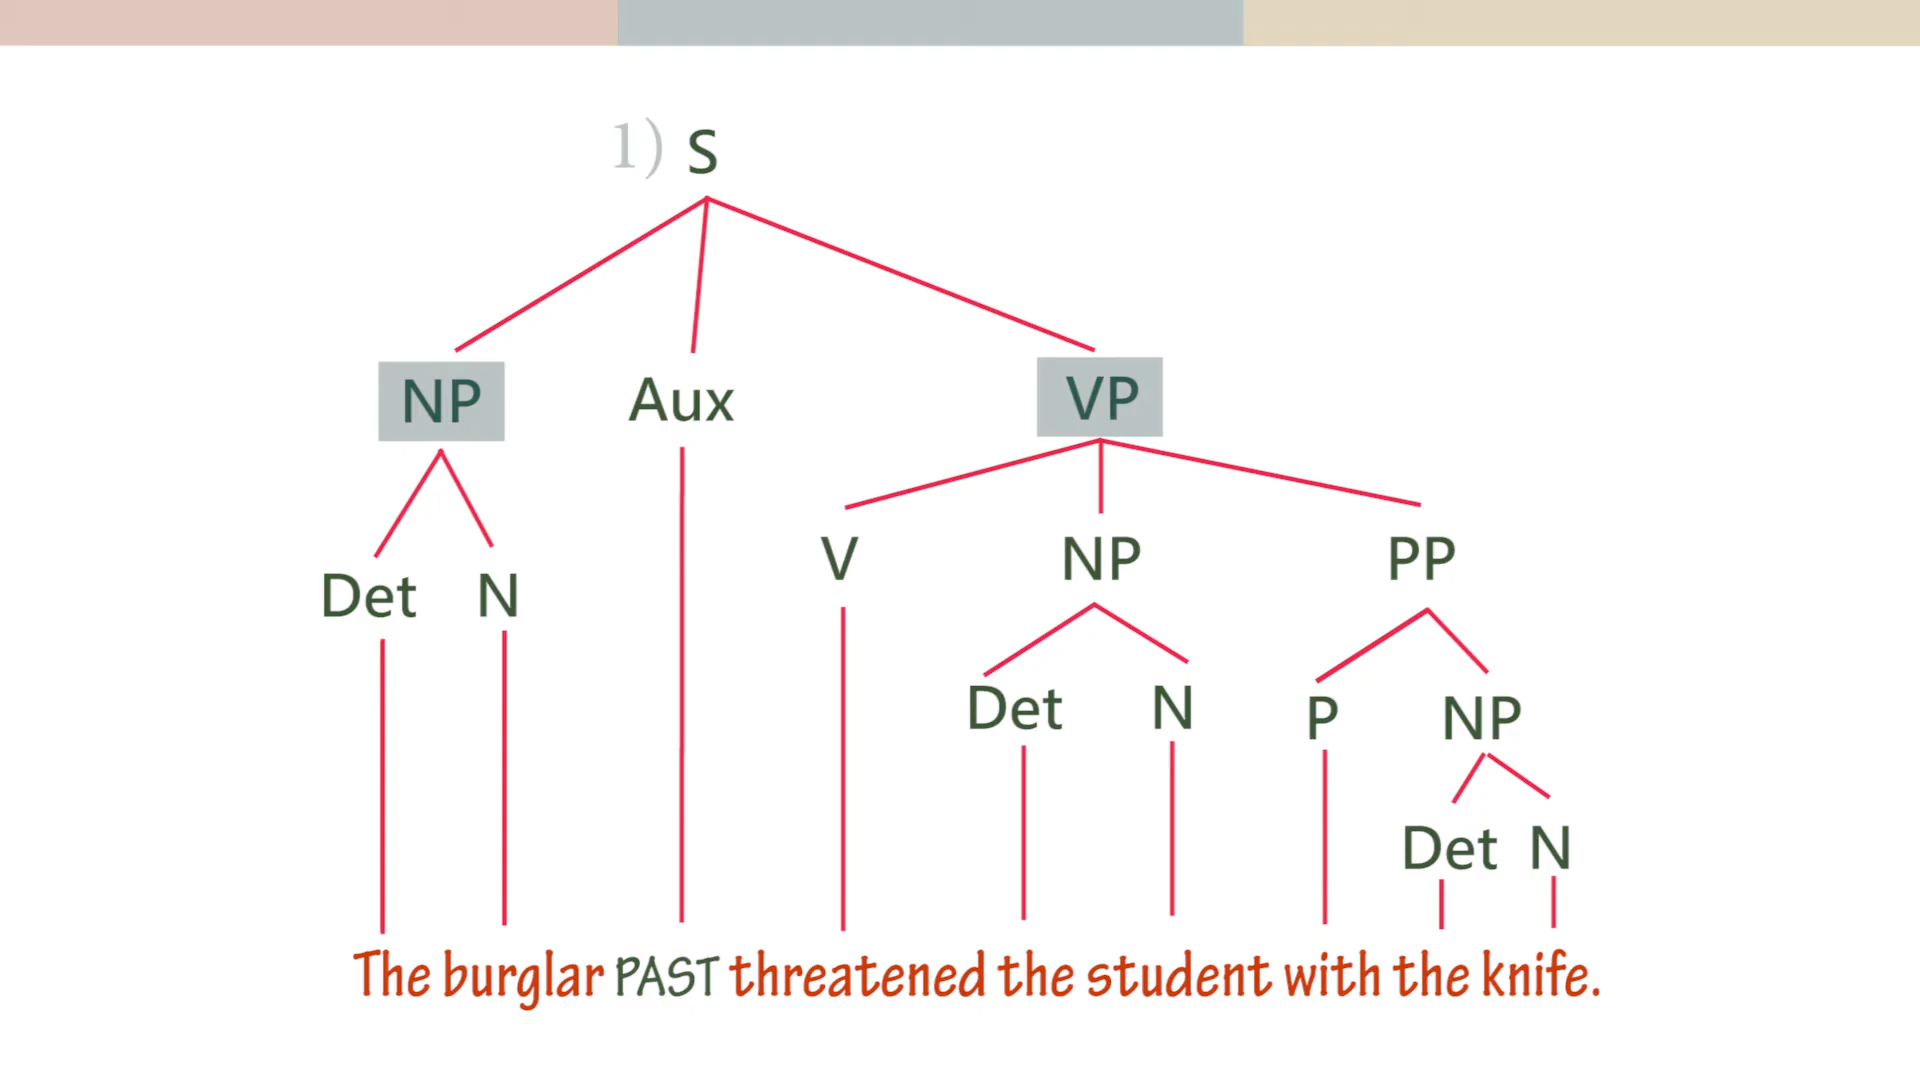 1) S
NP Aux VP
V NP PP
Det N
Det N P NP
Det N
The burglar PAST threatened the student with the knife.